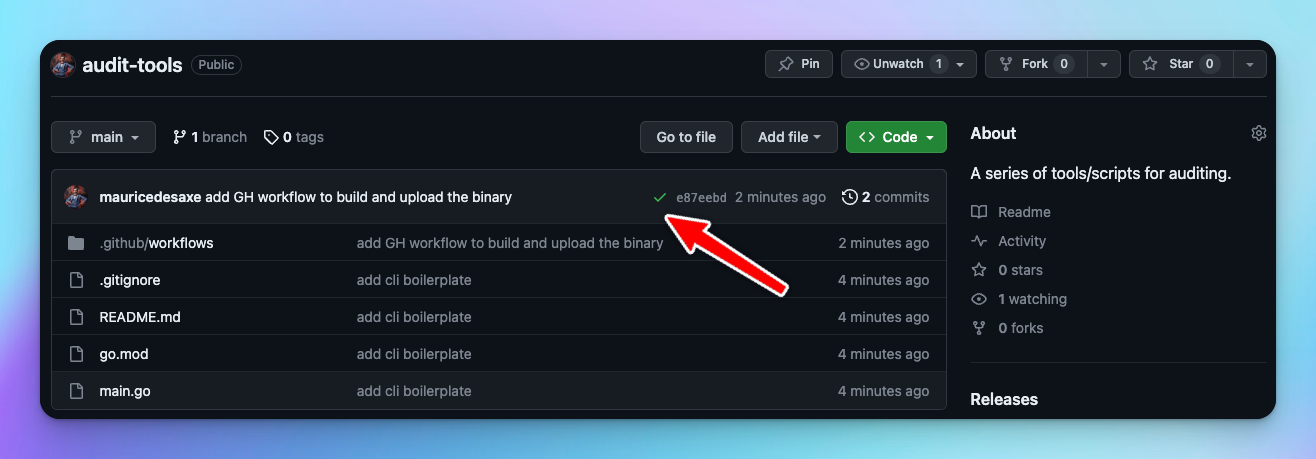 audit-tools Public Pin Unwatch 1 Fork 0 Star 0
main 1 branch 0 tags Go to file Add file Code
mauricedesaxe add GH workflow to build and upload the binary e87eebd 2 minutes ago 2 commits
.github/workflows add GH workflow to build and upload the binary 2 minutes ago
.gitignore add cli boilerplate 4 minutes ago
README.md add cli boilerplate 4 minutes ago
go.mod add cli boilerplate 4 minutes ago
main.go add cli boilerplate 4 minutes ago
About
A series of tools/scripts for auditing.
Readme
Activity
0 stars
1 watching
0 forks
Releases